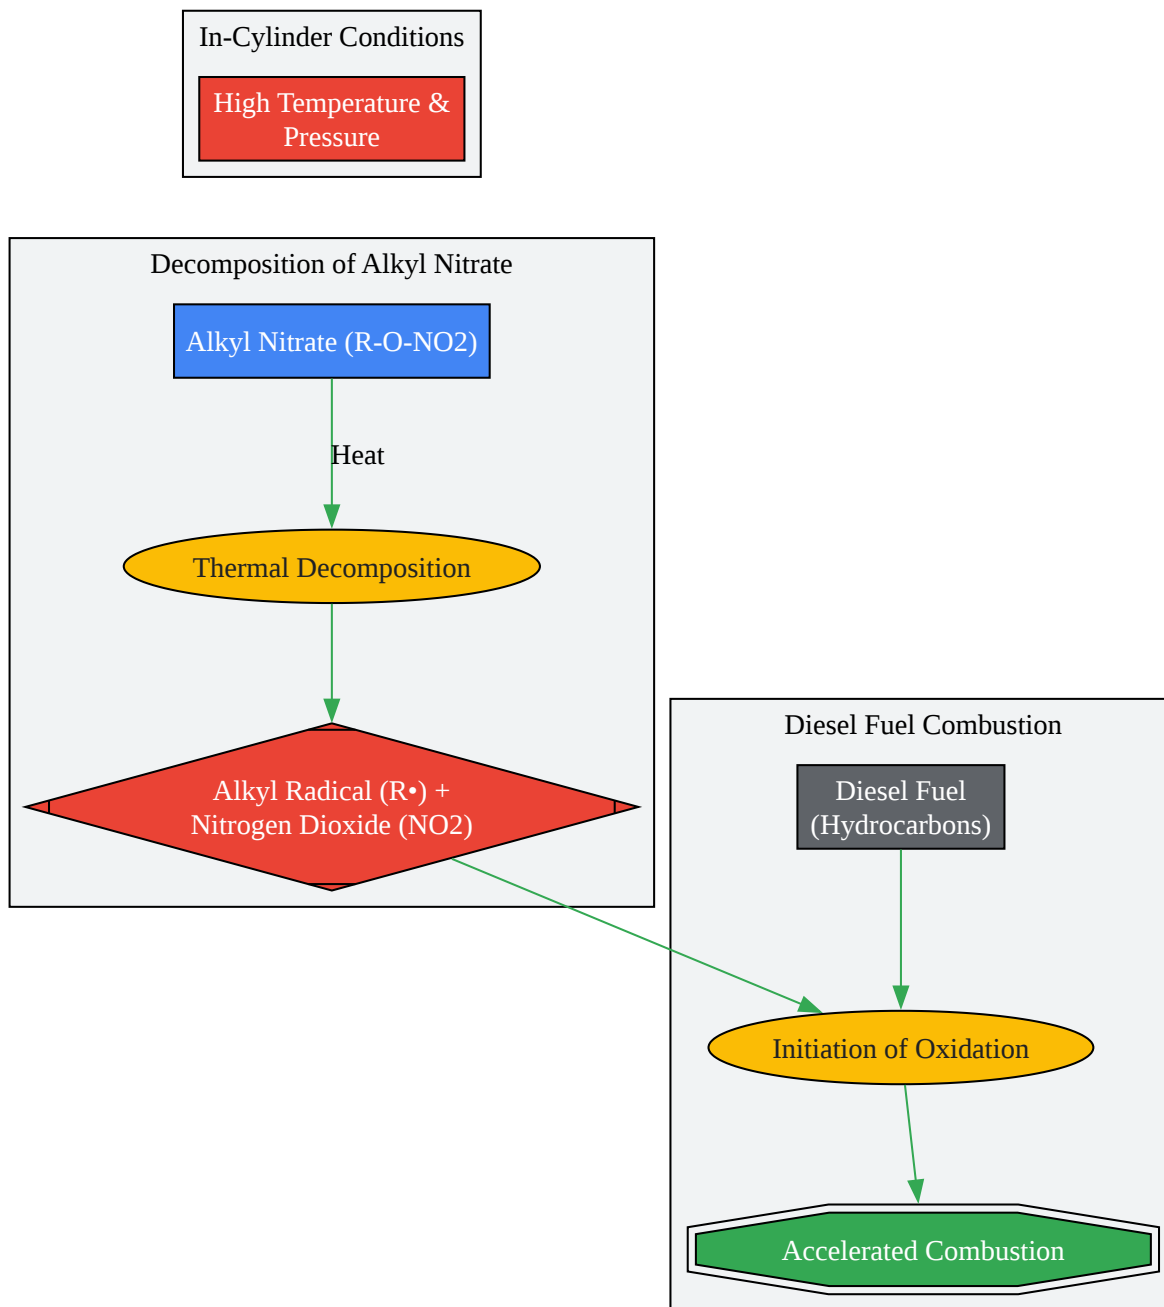 In-Cylinder Conditions
High Temperature &
Pressure
Decomposition of Alkyl Nitrate
Alkyl Nitrate (R-O-NO2)
Heat
Thermal Decomposition
Alkyl Radical (R•) +
Nitrogen Dioxide (NO2)
Diesel Fuel Combustion
Diesel Fuel
(Hydrocarbons)
Initiation of Oxidation
Accelerated Combustion